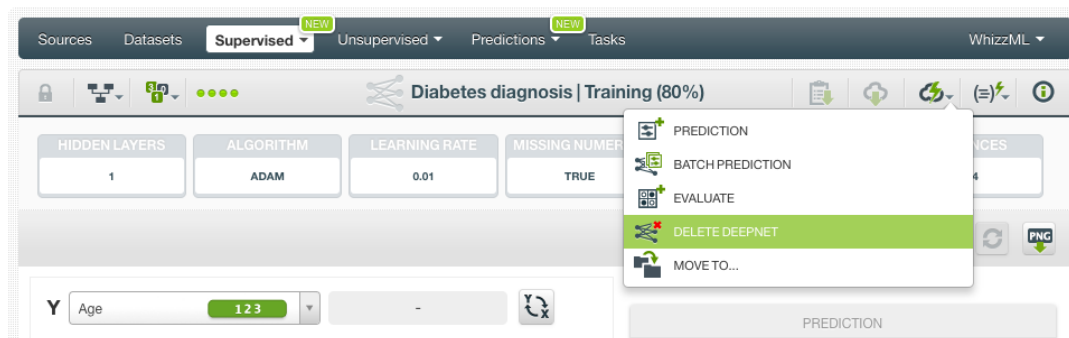 NEW NEW
Sources Datasets Supervised Unsupervised Predictions Tasks WhizzML
Diabetes diagnosis | Training (80%)
HIDDEN LAYERS ALGORITHM LEARNING RATE MISSING NUMER NCES
1 ADAM 0.01 TRUE 4
PREDICTION
BATCH PREDICTION
EVALUATE
DELETE DEEPNET
MOVE TO...
PNG
Y Age 123 - Y X
PREDICTION